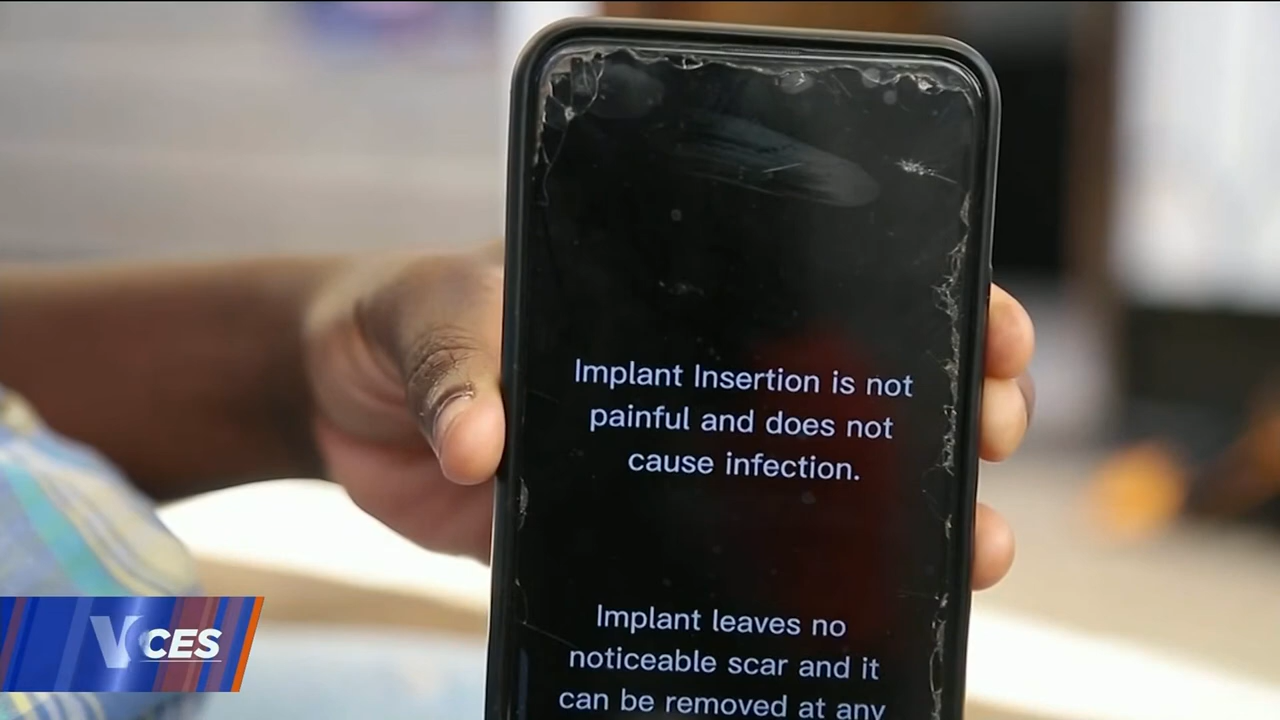 Implant Insertion is not
painful and does not
cause infection.
Implant leaves no
noticeable scar and it
can be removed at any
VOCES